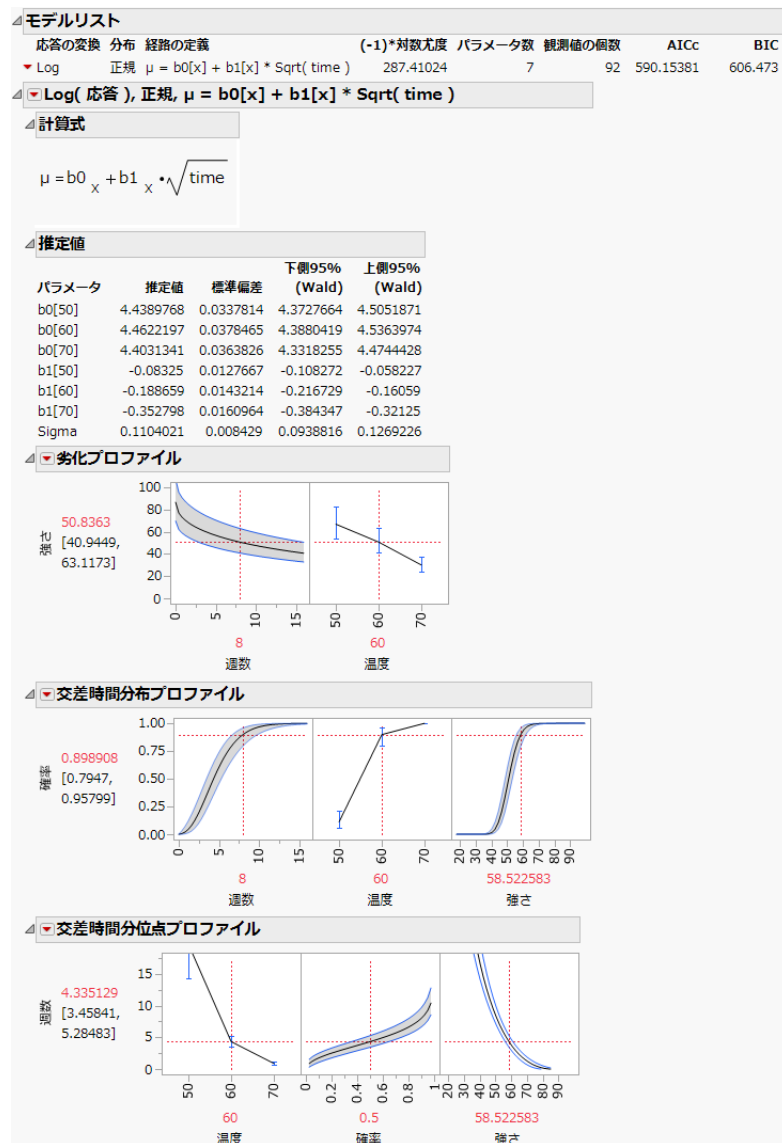 モデルリスト
応答の変換 分布 経路の定義 (-1)*対数尤度 パラメータ数 観測値の個数 AICc BIC
Log 正規 μ = b0[x] + b1[x] * Sqrt( time ) 287.41024 7 92 590.15381 606.473
Log( 応答 ), 正規, μ = b0[x] + b1[x] * Sqrt( time )
計算式
μ = b0 X + b1 X • √time
推定値
下側95% 上側95%
パラメータ 推定値 標準偏差 (Wald) (Wald)
b0[50] 4.4389768 0.0337814 4.3727664 4.5051871
b0[60] 4.4622197 0.0378465 4.3880419 4.5363974
b0[70] 4.4031341 0.0363826 4.3318255 4.4744428
b1[50] -0.08325 0.0127667 -0.108272 -0.058227
b1[60] -0.188659 0.0143214 -0.216729 -0.16059
b1[70] -0.352798 0.0160964 -0.384347 -0.32125
Sigma 0.1104021 0.008429 0.0938816 0.1269226
劣化プロファイル
強さ
50.8363
[40.9449,
63.1173]
100
80
60
40
20
0
0 5 10 15
50 60 70
8 60
週数 温度
交差時間分布プロファイル
確率
0.898908
[0.7947,
0.95799]
1.00
0.75
0.50
0.25
0.00
0 5 10 15
50 60 70
20 30 40 50 60 70 80 90
8 60 58.522583
週数 温度 強さ
交差時間分位点プロファイル
週数
4.335129
[3.45841,
5.28483]
15
10
5
0
50 60 70
0 0.2 0.4 0.6 0.8 1
20 30 40 50 60 70 80 90
60 0.5 58.522583
温度 確率 強さ